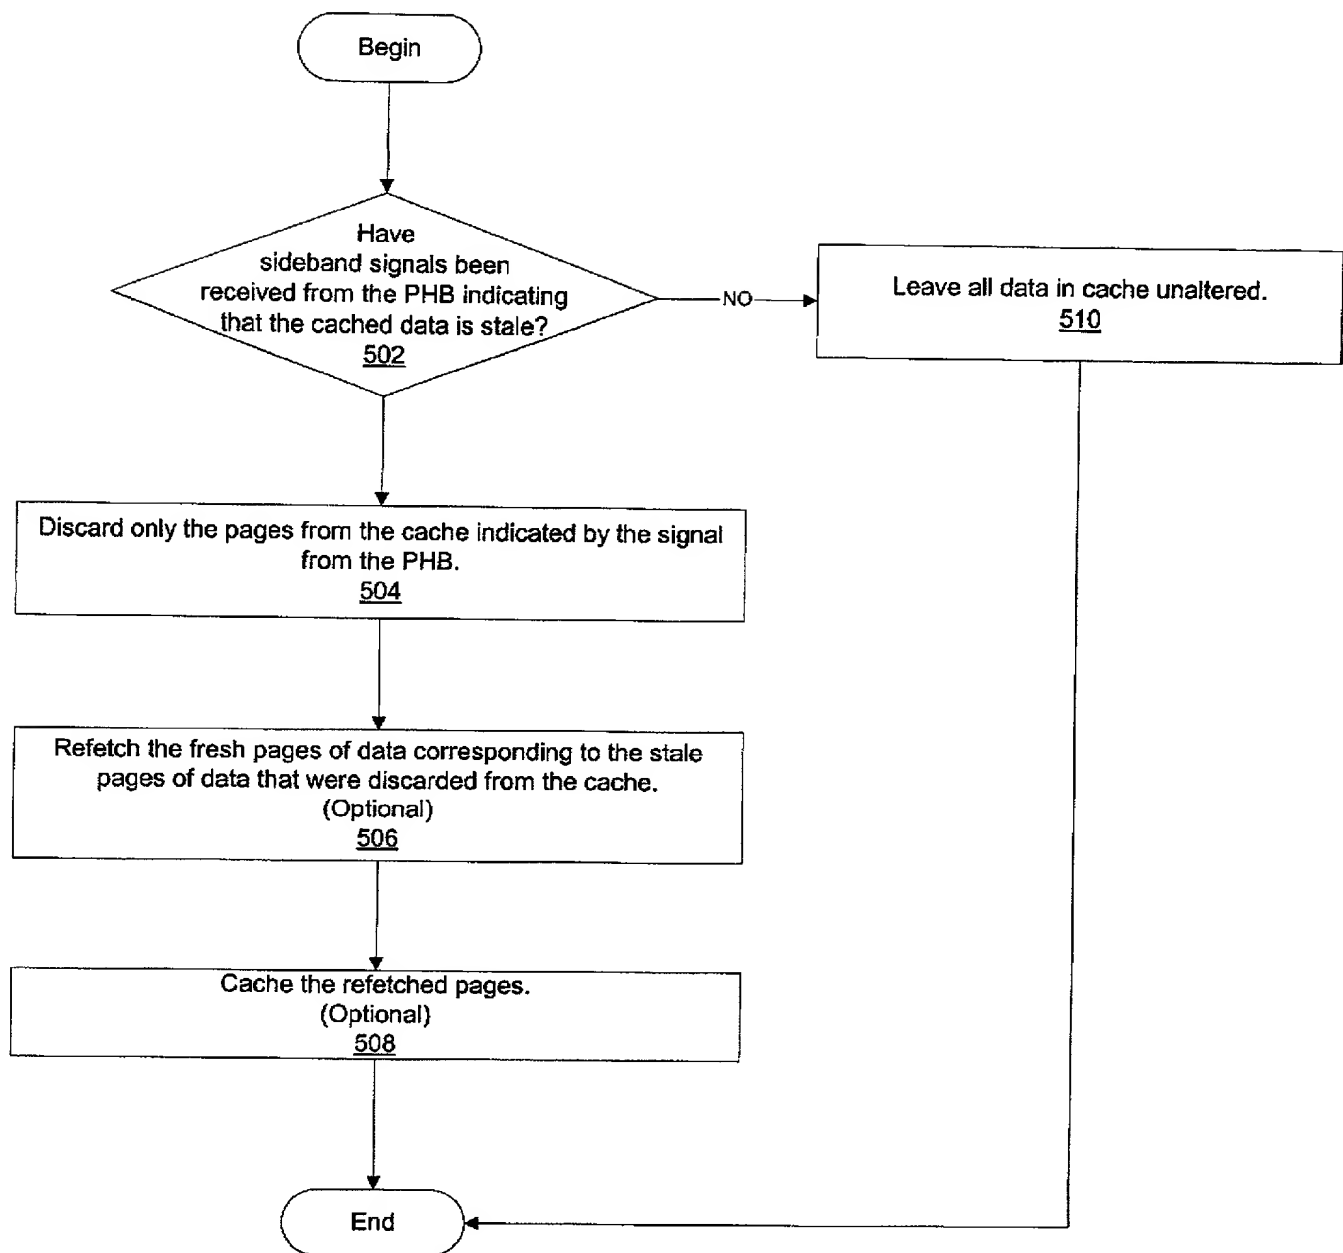 Begin
Have
sideband signals been
received from the PHB indicating
that the cached data is stale?
502
NO
Leave all data in cache unaltered.
510
Discard only the pages from the cache indicated by the signal
from the PHB.
504
Refetch the fresh pages of data corresponding to the stale
pages of data that were discarded from the cache.
(Optional)
506
Cache the refetched pages.
(Optional)
508
End